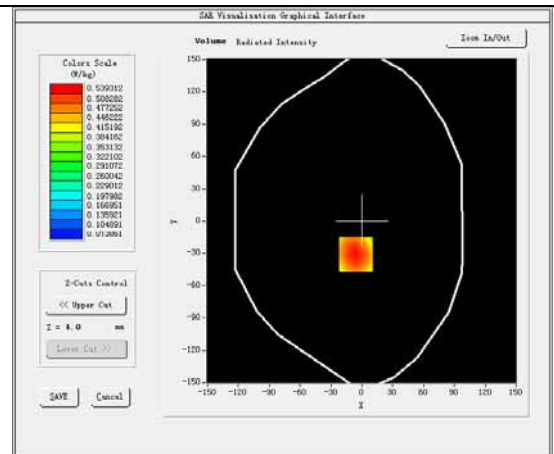 SAR Visualisation Graphical Interface
Volume Radiated Intensity
Zoom In/Out
Colors Scale
(W/kg)
0.539312
0.508282
0.477252
0.446222
0.415192
0.384162
0.353132
0.322102
0.291072
0.260042
0.229012
0.197982
0.166951
0.135921
0.104891
0.073861
Z-Cuts Control
<< Upper Cut
Z = 4.0 mm
Lower Cut >>
SAVE
Cancel
150
120
90
60
30
0
-30
-60
-90
-120
-150
Y
-150 -120 -90 -60 -30 0 30 60 90 120 150
X